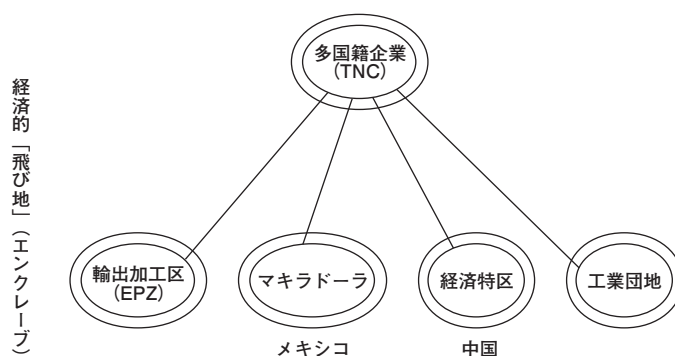 多国籍企業
(TNC)
経済的「飛び地」(エンクレーブ)
輸出加工区
(EPZ)
マキラドーラ
経済特区
工業団地
メキシコ
中国